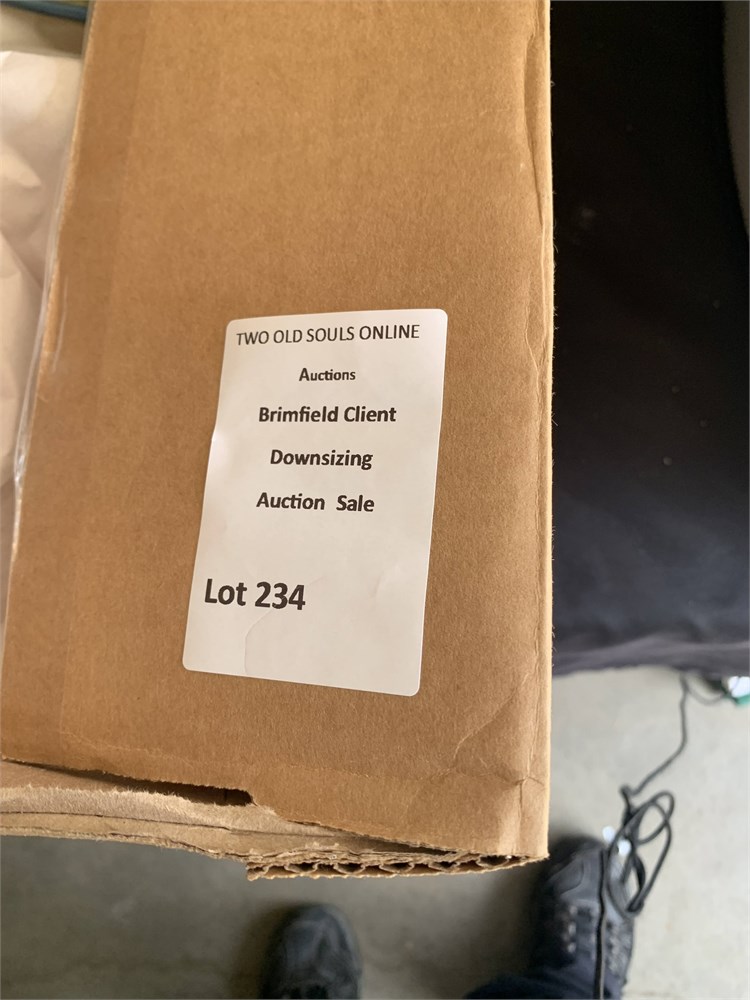 TWO OLD SOULS ONLINE
Auctions
Brimfield Client
Downsizing
Auction Sale
Lot 234